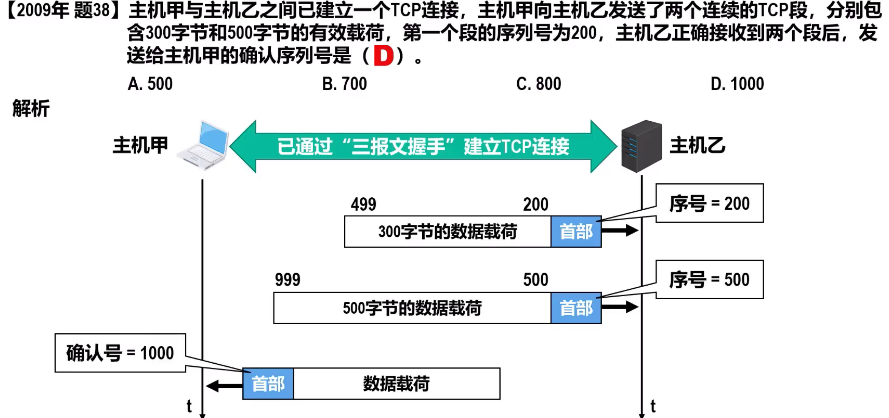 【2009年 题38】主机甲与主机乙之间已建立一个TCP连接，主机甲向主机乙发送了两个连续的TCP段，分别包
含300字节和500字节的有效载荷，第一个段的序列号为200，主机乙正确接收到两个段后，发
送给主机甲的确认序列号是（ D ）。
A. 500 B. 700 C. 800 D. 1000
解析
主机甲 已通过“三报文握手”建立TCP连接 主机乙
499 200 序号 = 200
300字节的数据载荷 首部
999 500 序号 = 500
500字节的数据载荷 首部
确认号 = 1000
首部 数据载荷
t t